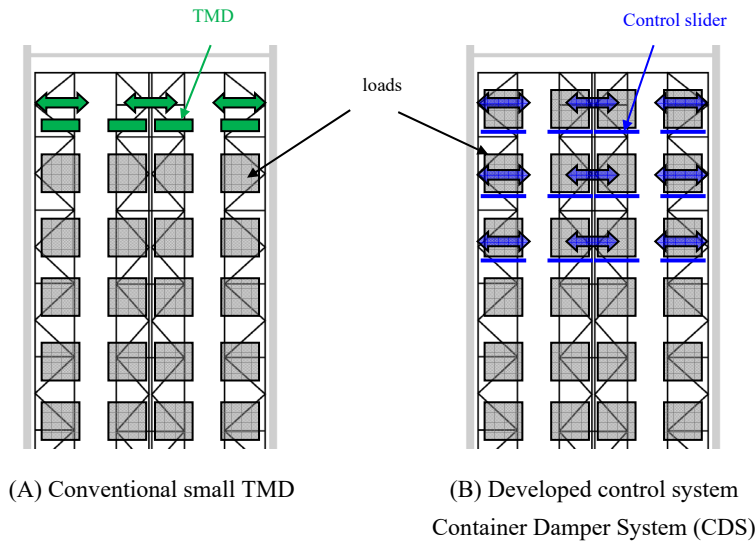 TMD
Control slider
loads
(A) Conventional small TMD
(B) Developed control system
Container Damper System (CDS)